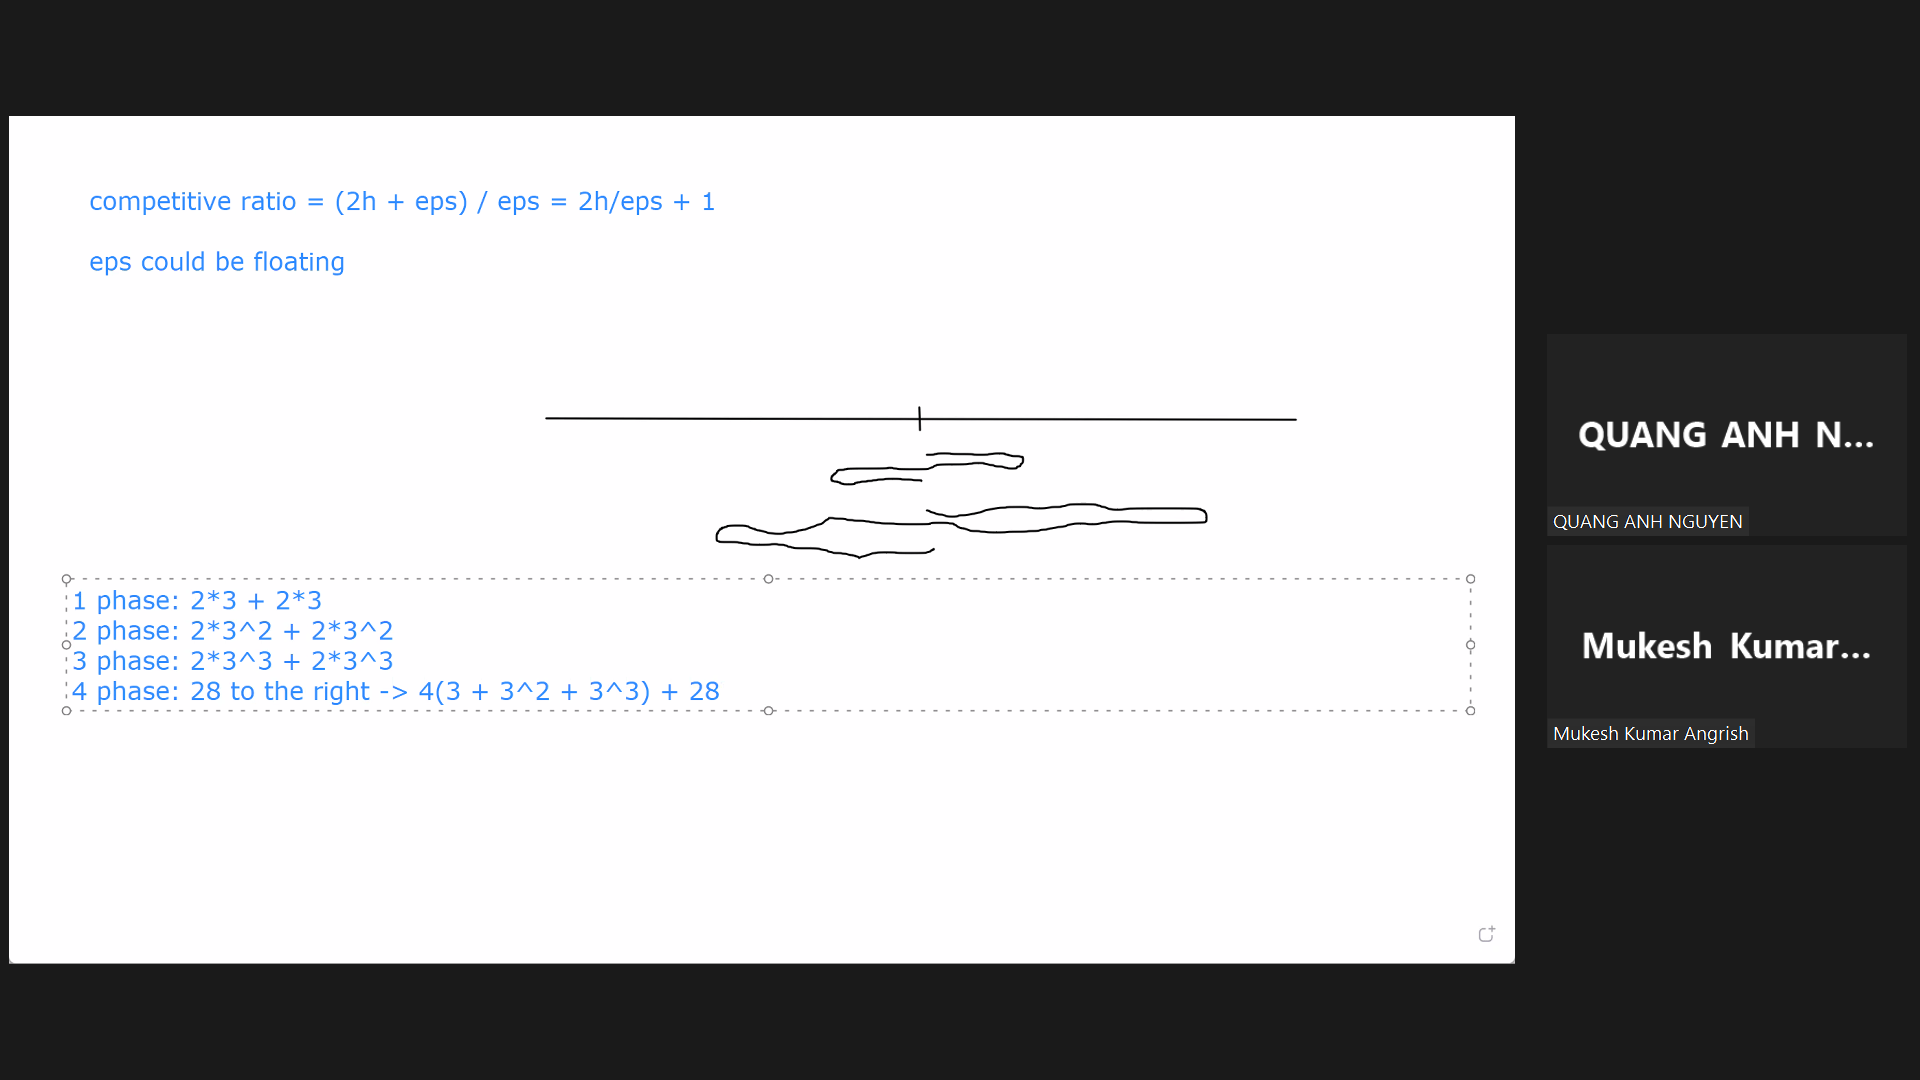 competitive ratio = (2h + eps) / eps = 2h/eps + 1
eps could be floating
1 phase: 2*3 + 2*3
2 phase: 2*3^2 + 2*3^2
3 phase: 2*3^3 + 2*3^3
4 phase: 28 to the right -> 4(3 + 3^2 + 3^3) + 28
QUANG ANH N...
QUANG ANH NGUYEN
Mukesh Kumar...
Mukesh Kumar Angrish